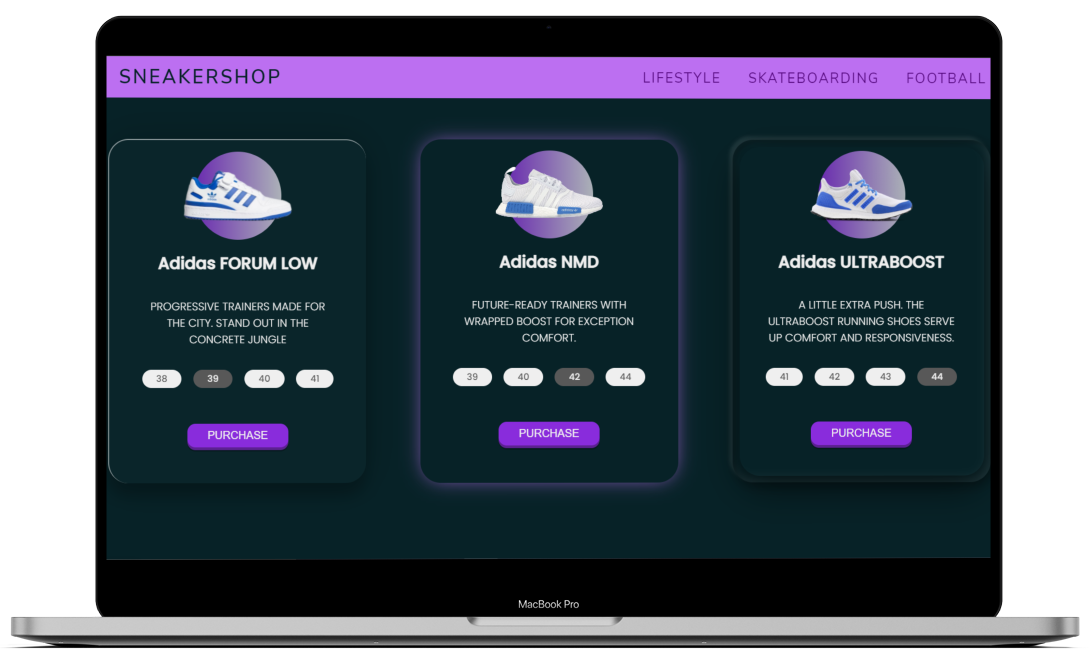 SNEAKERSHOP
LIFESTYLE
SKATEBOARDING
FOOTBALL
Adidas FORUM LOW
PROGRESSIVE TRAINERS MADE FOR
THE CITY. STAND OUT IN THE
CONCRETE JUNGLE
38 39 40 41
PURCHASE
Adidas NMD
FUTURE-READY TRAINERS WITH
WRAPPED BOOST FOR EXCEPTION
COMFORT.
39 40 42 44
PURCHASE
Adidas ULTRABOOST
A LITTLE EXTRA PUSH. THE
ULTRABOOST RUNNING SHOES SERVE
UP COMFORT AND RESPONSIVENESS.
41 42 43 44
PURCHASE
MacBook Pro